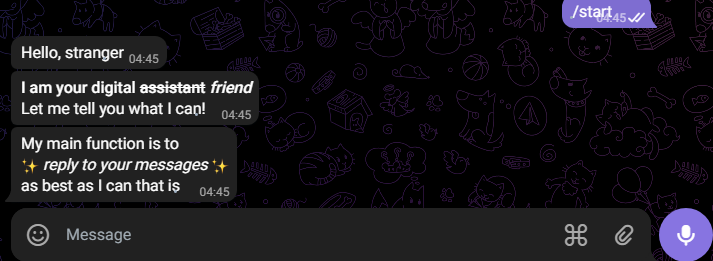 /start
04:45
Hello, stranger 04:45
I am your digital assistant friend
Let me tell you what I can! 04:45
My main function is to
✨ reply to your messages ✨
as best as I can that is 04:45
Message